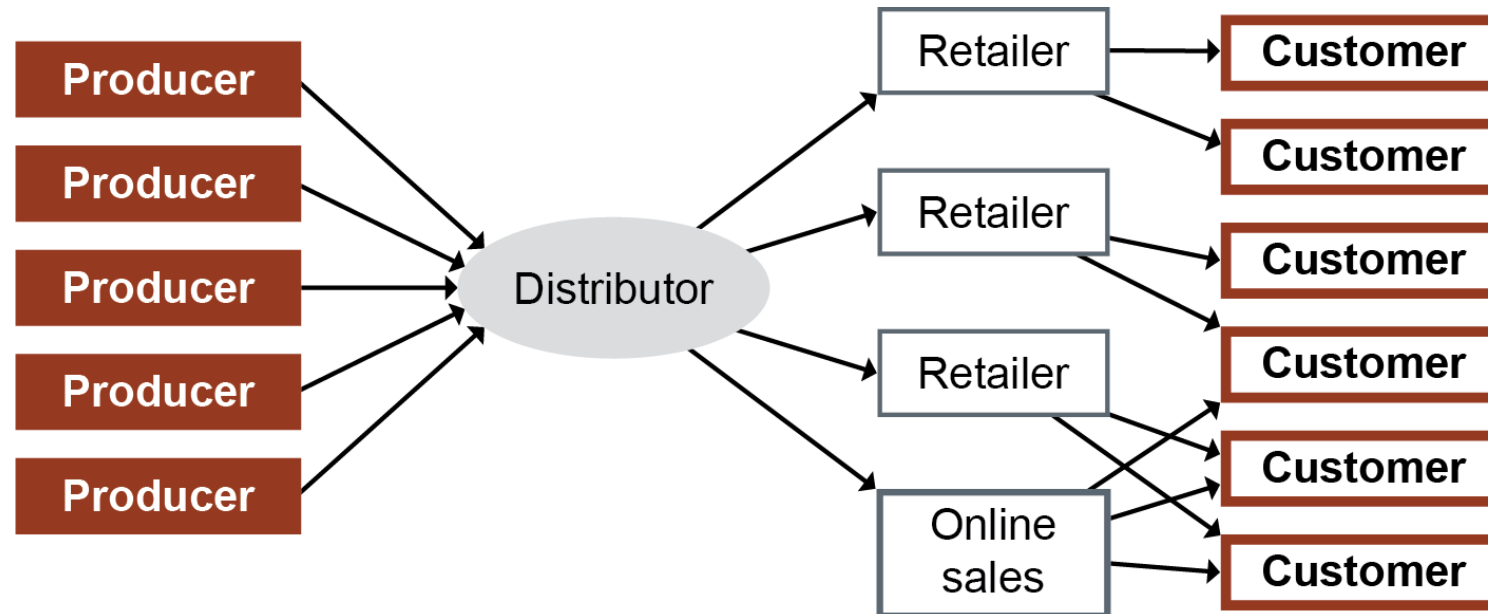 Producer
Producer
Producer
Producer
Producer
Distributor
Retailer
Retailer
Retailer
Online
sales
Customer
Customer
Customer
Customer
Customer
Customer